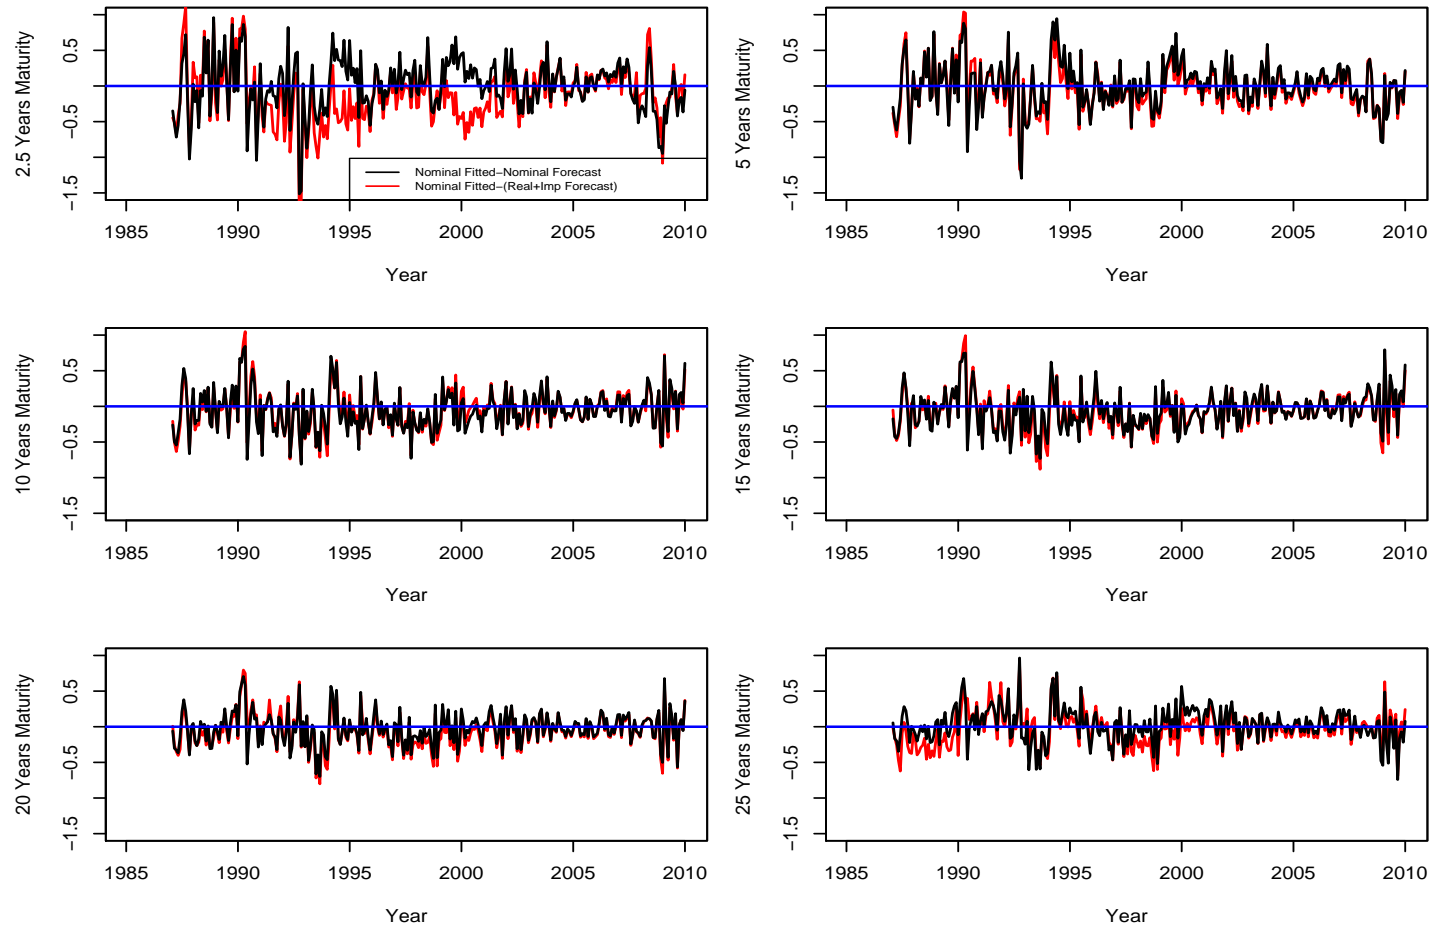 2.5 Years Maturity
−1.5 −0.5 0.5
Nominal Fitted−Nominal Forecast
Nominal Fitted−(Real+Imp Forecast)
1985 1990 1995 2000 2005 2010
Year
5 Years Maturity
−1.5 −0.5 0.5
1985 1990 1995 2000 2005 2010
Year
10 Years Maturity
−1.5 −0.5 0.5
1985 1990 1995 2000 2005 2010
Year
15 Years Maturity
−1.5 −0.5 0.5
1985 1990 1995 2000 2005 2010
Year
20 Years Maturity
−1.5 −0.5 0.5
1985 1990 1995 2000 2005 2010
Year
25 Years Maturity
−1.5 −0.5 0.5
1985 1990 1995 2000 2005 2010
Year